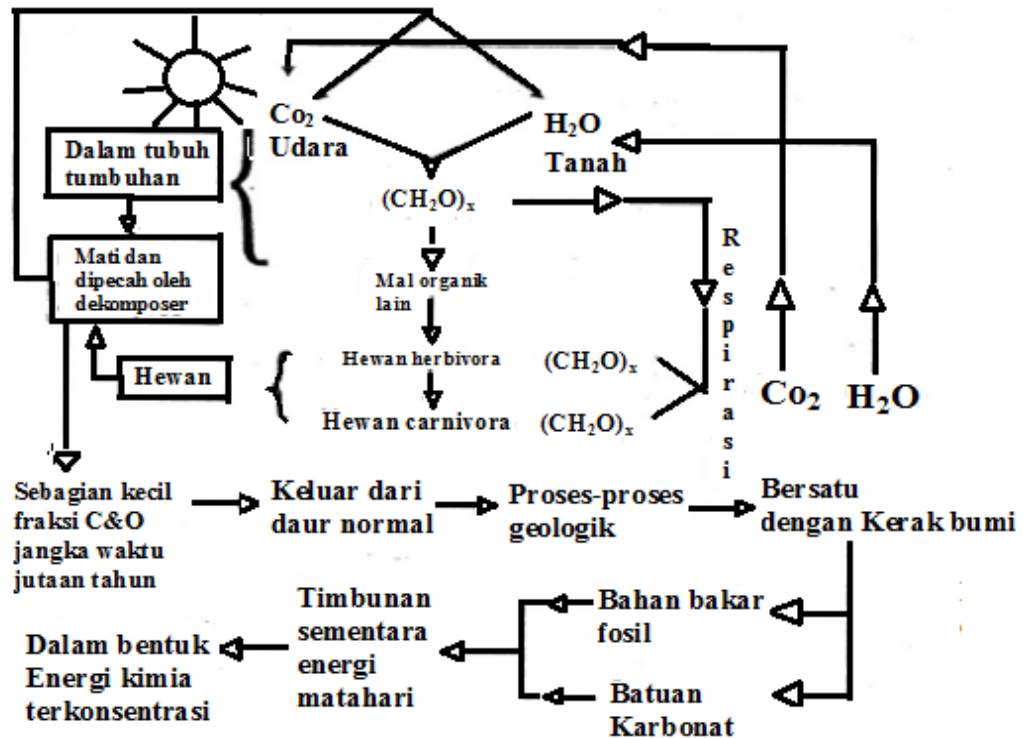 Co₂
Udara
H₂O
Tanah
Dalam tubuh
tumbuhan
(CH₂O)ₓ
Mati dan
dipecah oleh
dekomposer
Mal organik
lain
Respirasi
Hewan
Hewan herbivora
(CH₂O)ₓ
Hewan carnivora
(CH₂O)ₓ
Co₂
H₂O
Sebagian kecil
fraksi C&O
jangka waktu
jutaan tahun
Keluar dari
daur normal
Proses-proses
geologik
Bersatu
dengan Kerak bumi
Bahan bakar
fosil
Batuan
Karbonat
Timbunan
sementara
energi
matahari
Dalam bentuk
Energi kimia
terkonsentrasi